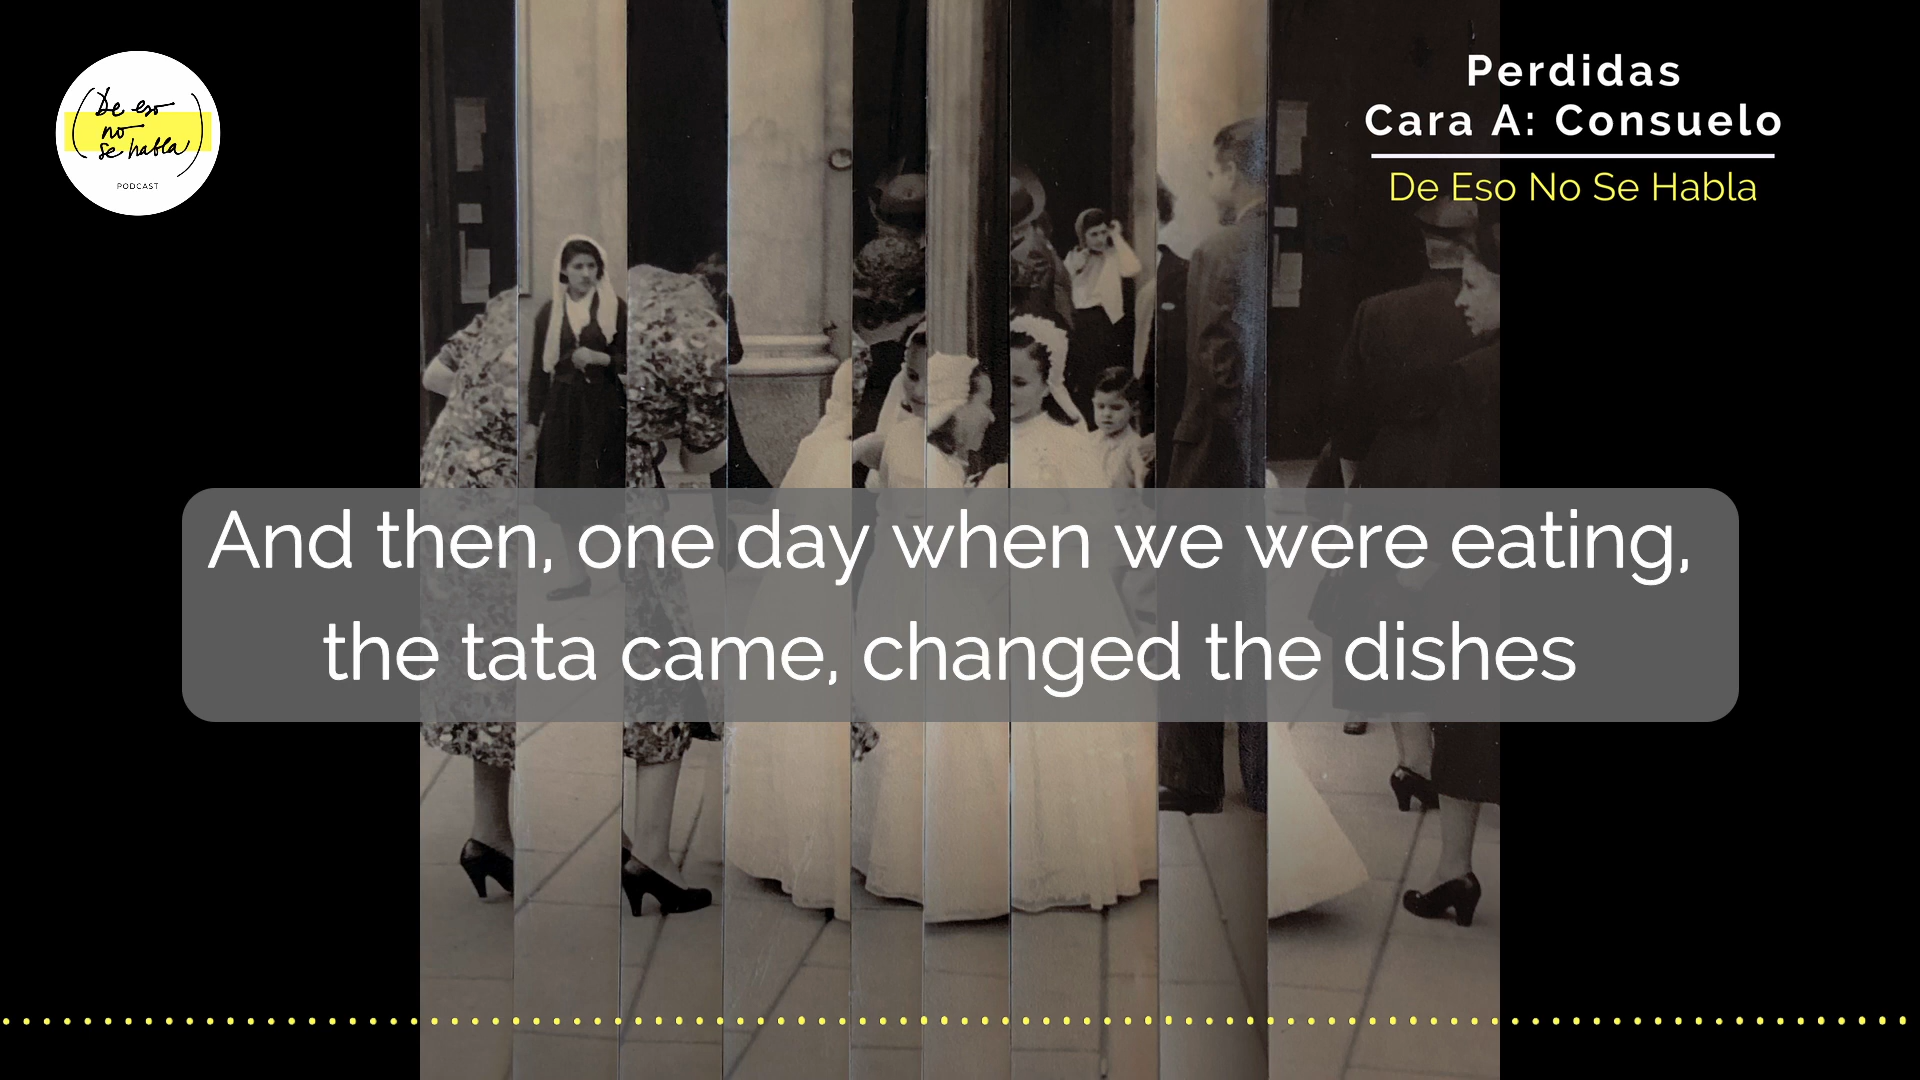 De eso
no
se habla
PODCAST
Perdidas
Cara A: Consuelo
De Eso No Se Habla
And then, one day when we were eating,
the tata came, changed the dishes